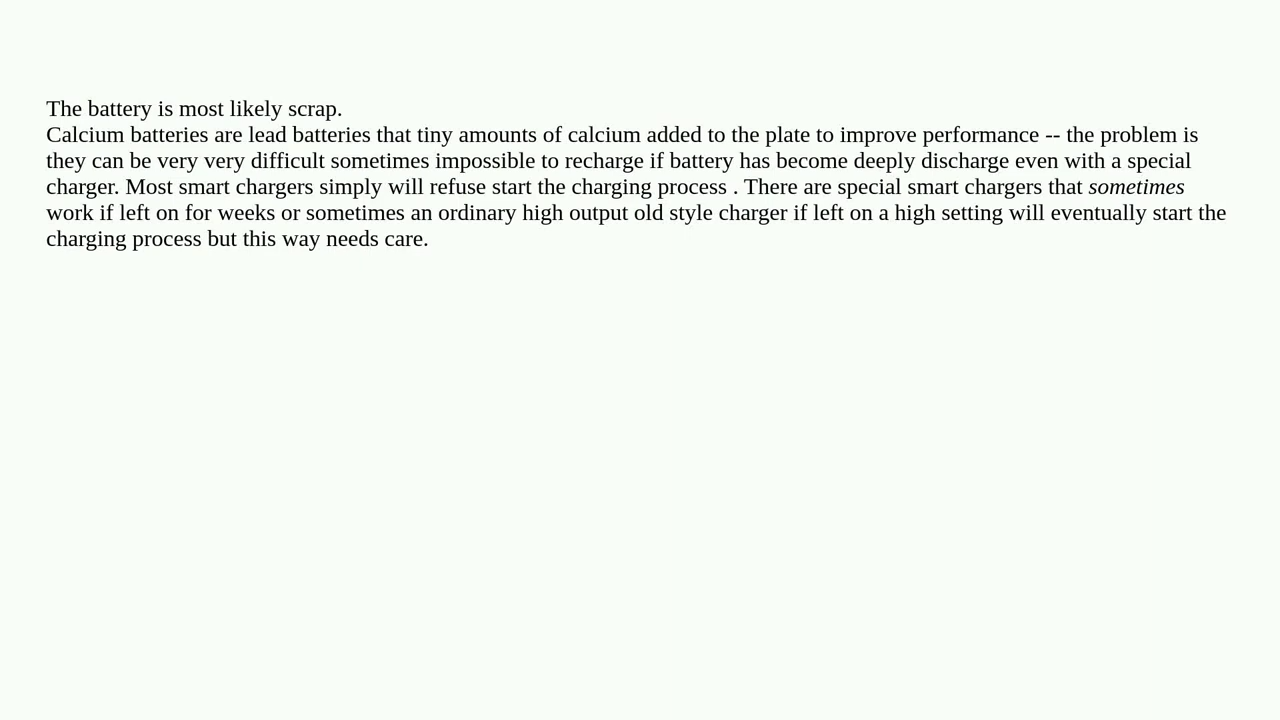 The battery is most likely scrap.
Calcium batteries are lead batteries that tiny amounts of calcium added to the plate to improve performance -- the problem is
they can be very very difficult sometimes impossible to recharge if battery has become deeply discharge even with a special
charger. Most smart chargers simply will refuse start the charging process . There are special smart chargers that sometimes
work if left on for weeks or sometimes an ordinary high output old style charger if left on a high setting will eventually start the
charging process but this way needs care.